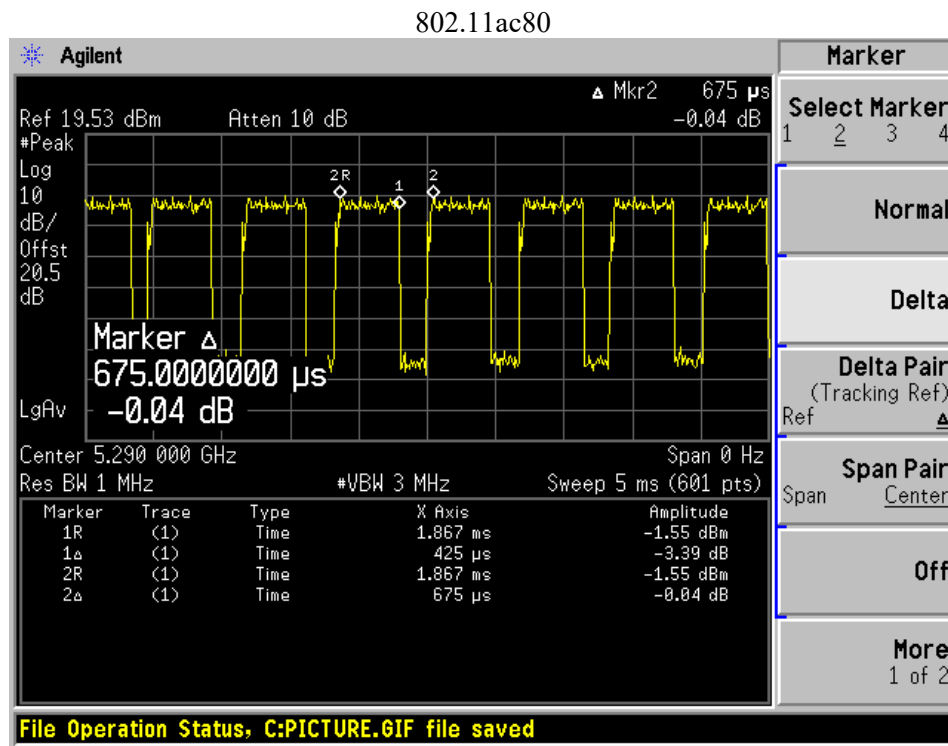 802.11ac80
Agilent
Marker
Δ Mkr2 675 µs
Ref 19.53 dBm Atten 10 dB -0.04 dB
#Peak
Log
10
dB/
Offst
20.5
dB
2R 1 2
Marker Δ
675.0000000 µs
-0.04 dB
LgAv
Center 5.290 000 GHz Span 0 Hz
Res BW 1 MHz #VBW 3 MHz Sweep 5 ms (601 pts)
Marker Trace Type X Axis Amplitude
1R (1) Time 1.867 ms -1.55 dBm
1Δ (1) Time 425 µs -3.39 dB
2R (1) Time 1.867 ms -1.55 dBm
2Δ (1) Time 675 µs -0.04 dB
Select Marker
1 2 3 4
Normal
Delta
Delta Pair
(Tracking Ref)
Ref Δ
Span Pair
Span Center
Off
More
1 of 2
File Operation Status, C:PICTURE.GIF file saved